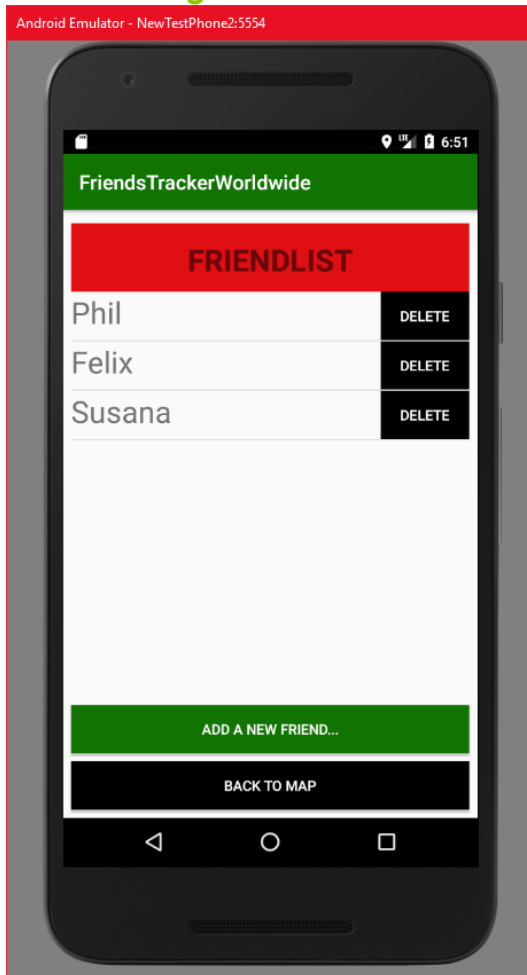 Android Emulator - NewTestPhone2:5554
LTE 6:51
FriendsTrackerWorldwide
FRIENDLIST
Phil DELETE
Felix DELETE
Susana DELETE
ADD A NEW FRIEND...
BACK TO MAP